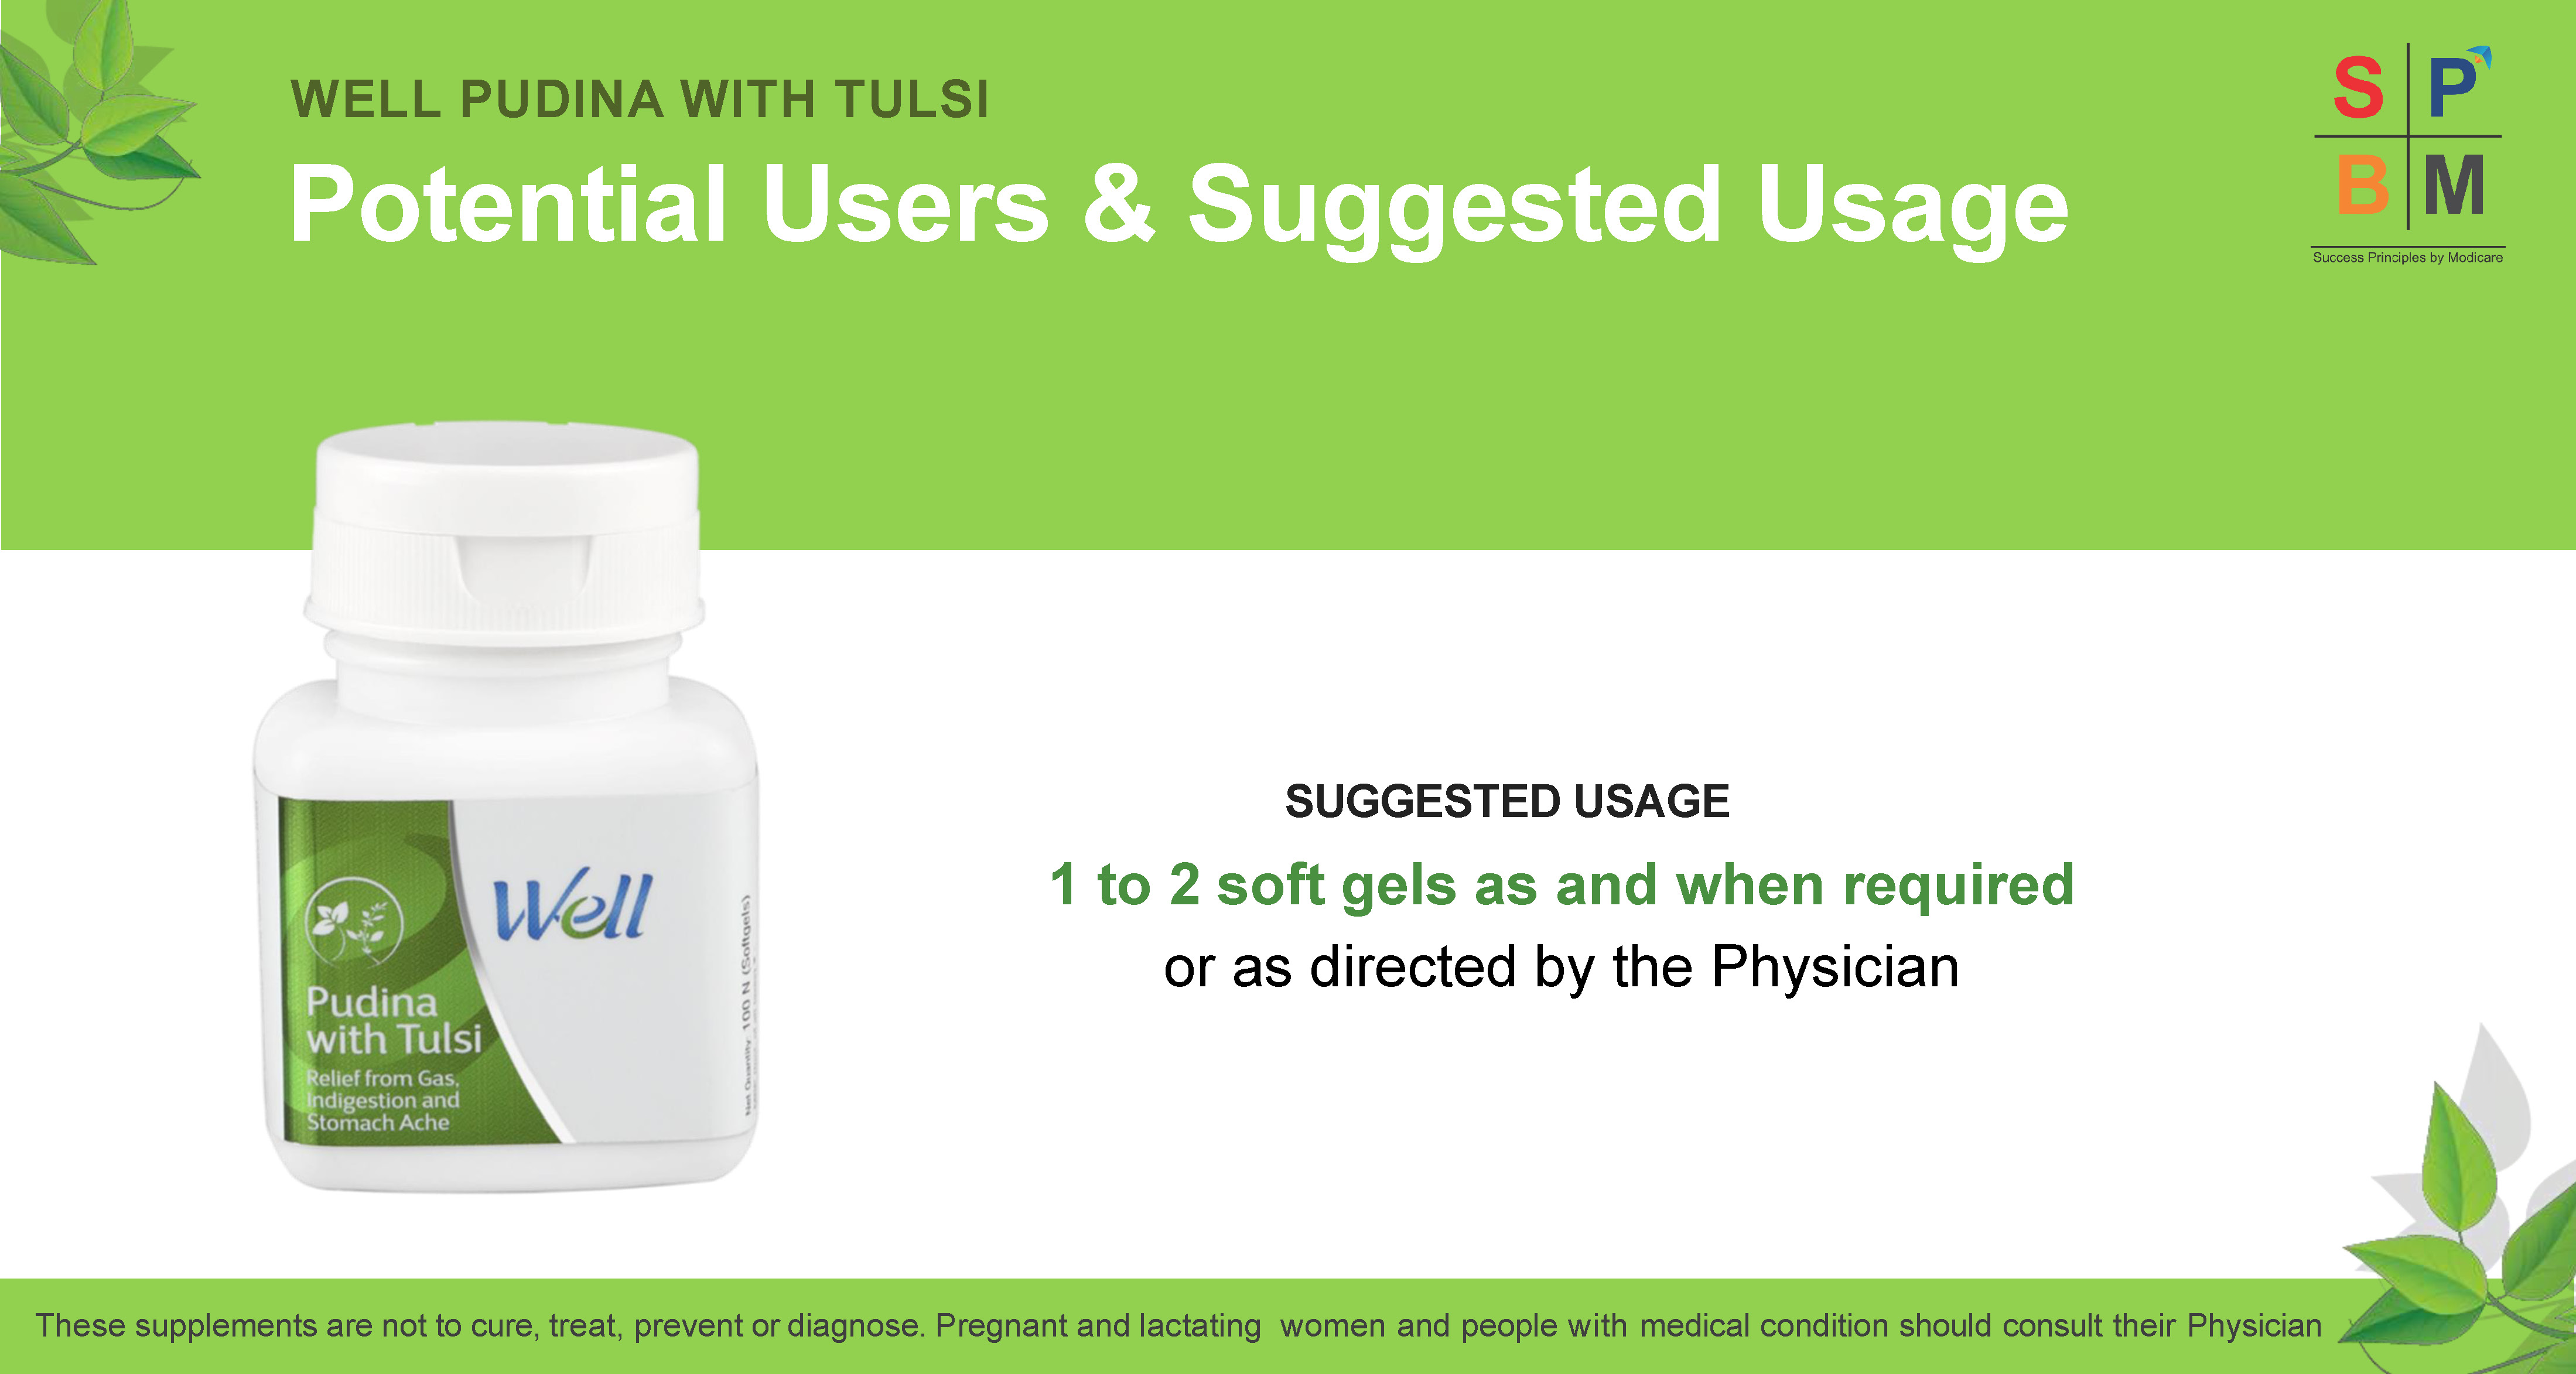 WELL PUDINA WITH TULSI
Potential Users & Suggested Usage
S P
B M
Success Principles by Modicare
SUGGESTED USAGE
1 to 2 soft gels as and when required
or as directed by the Physician
Well
Pudina
with Tulsi
Relief from Gas,
Indigestion and
Stomach Ache
Net Quantity: 100 N (Softgels)
These supplements are not to cure, treat, prevent or diagnose. Pregnant and lactating women and people with medical condition should consult their Physician